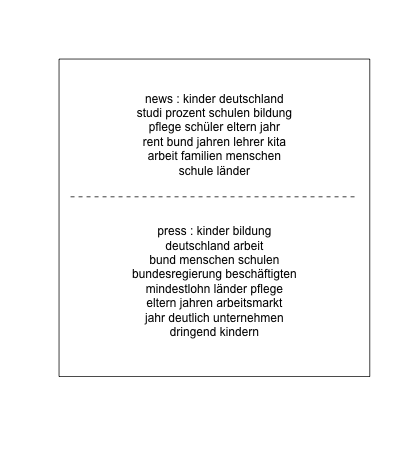 news : kinder deutschland
studi prozent schulen bildung
pflege schüler eltern jahr
rent bund jahren lehrer kita
arbeit familien menschen
schule länder
press : kinder bildung
deutschland arbeit
bund menschen schulen
bundesregierung beschäftigten
mindestlohn länder pflege
eltern jahren arbeitsmarkt
jahr deutlich unternehmen
dringend kindern